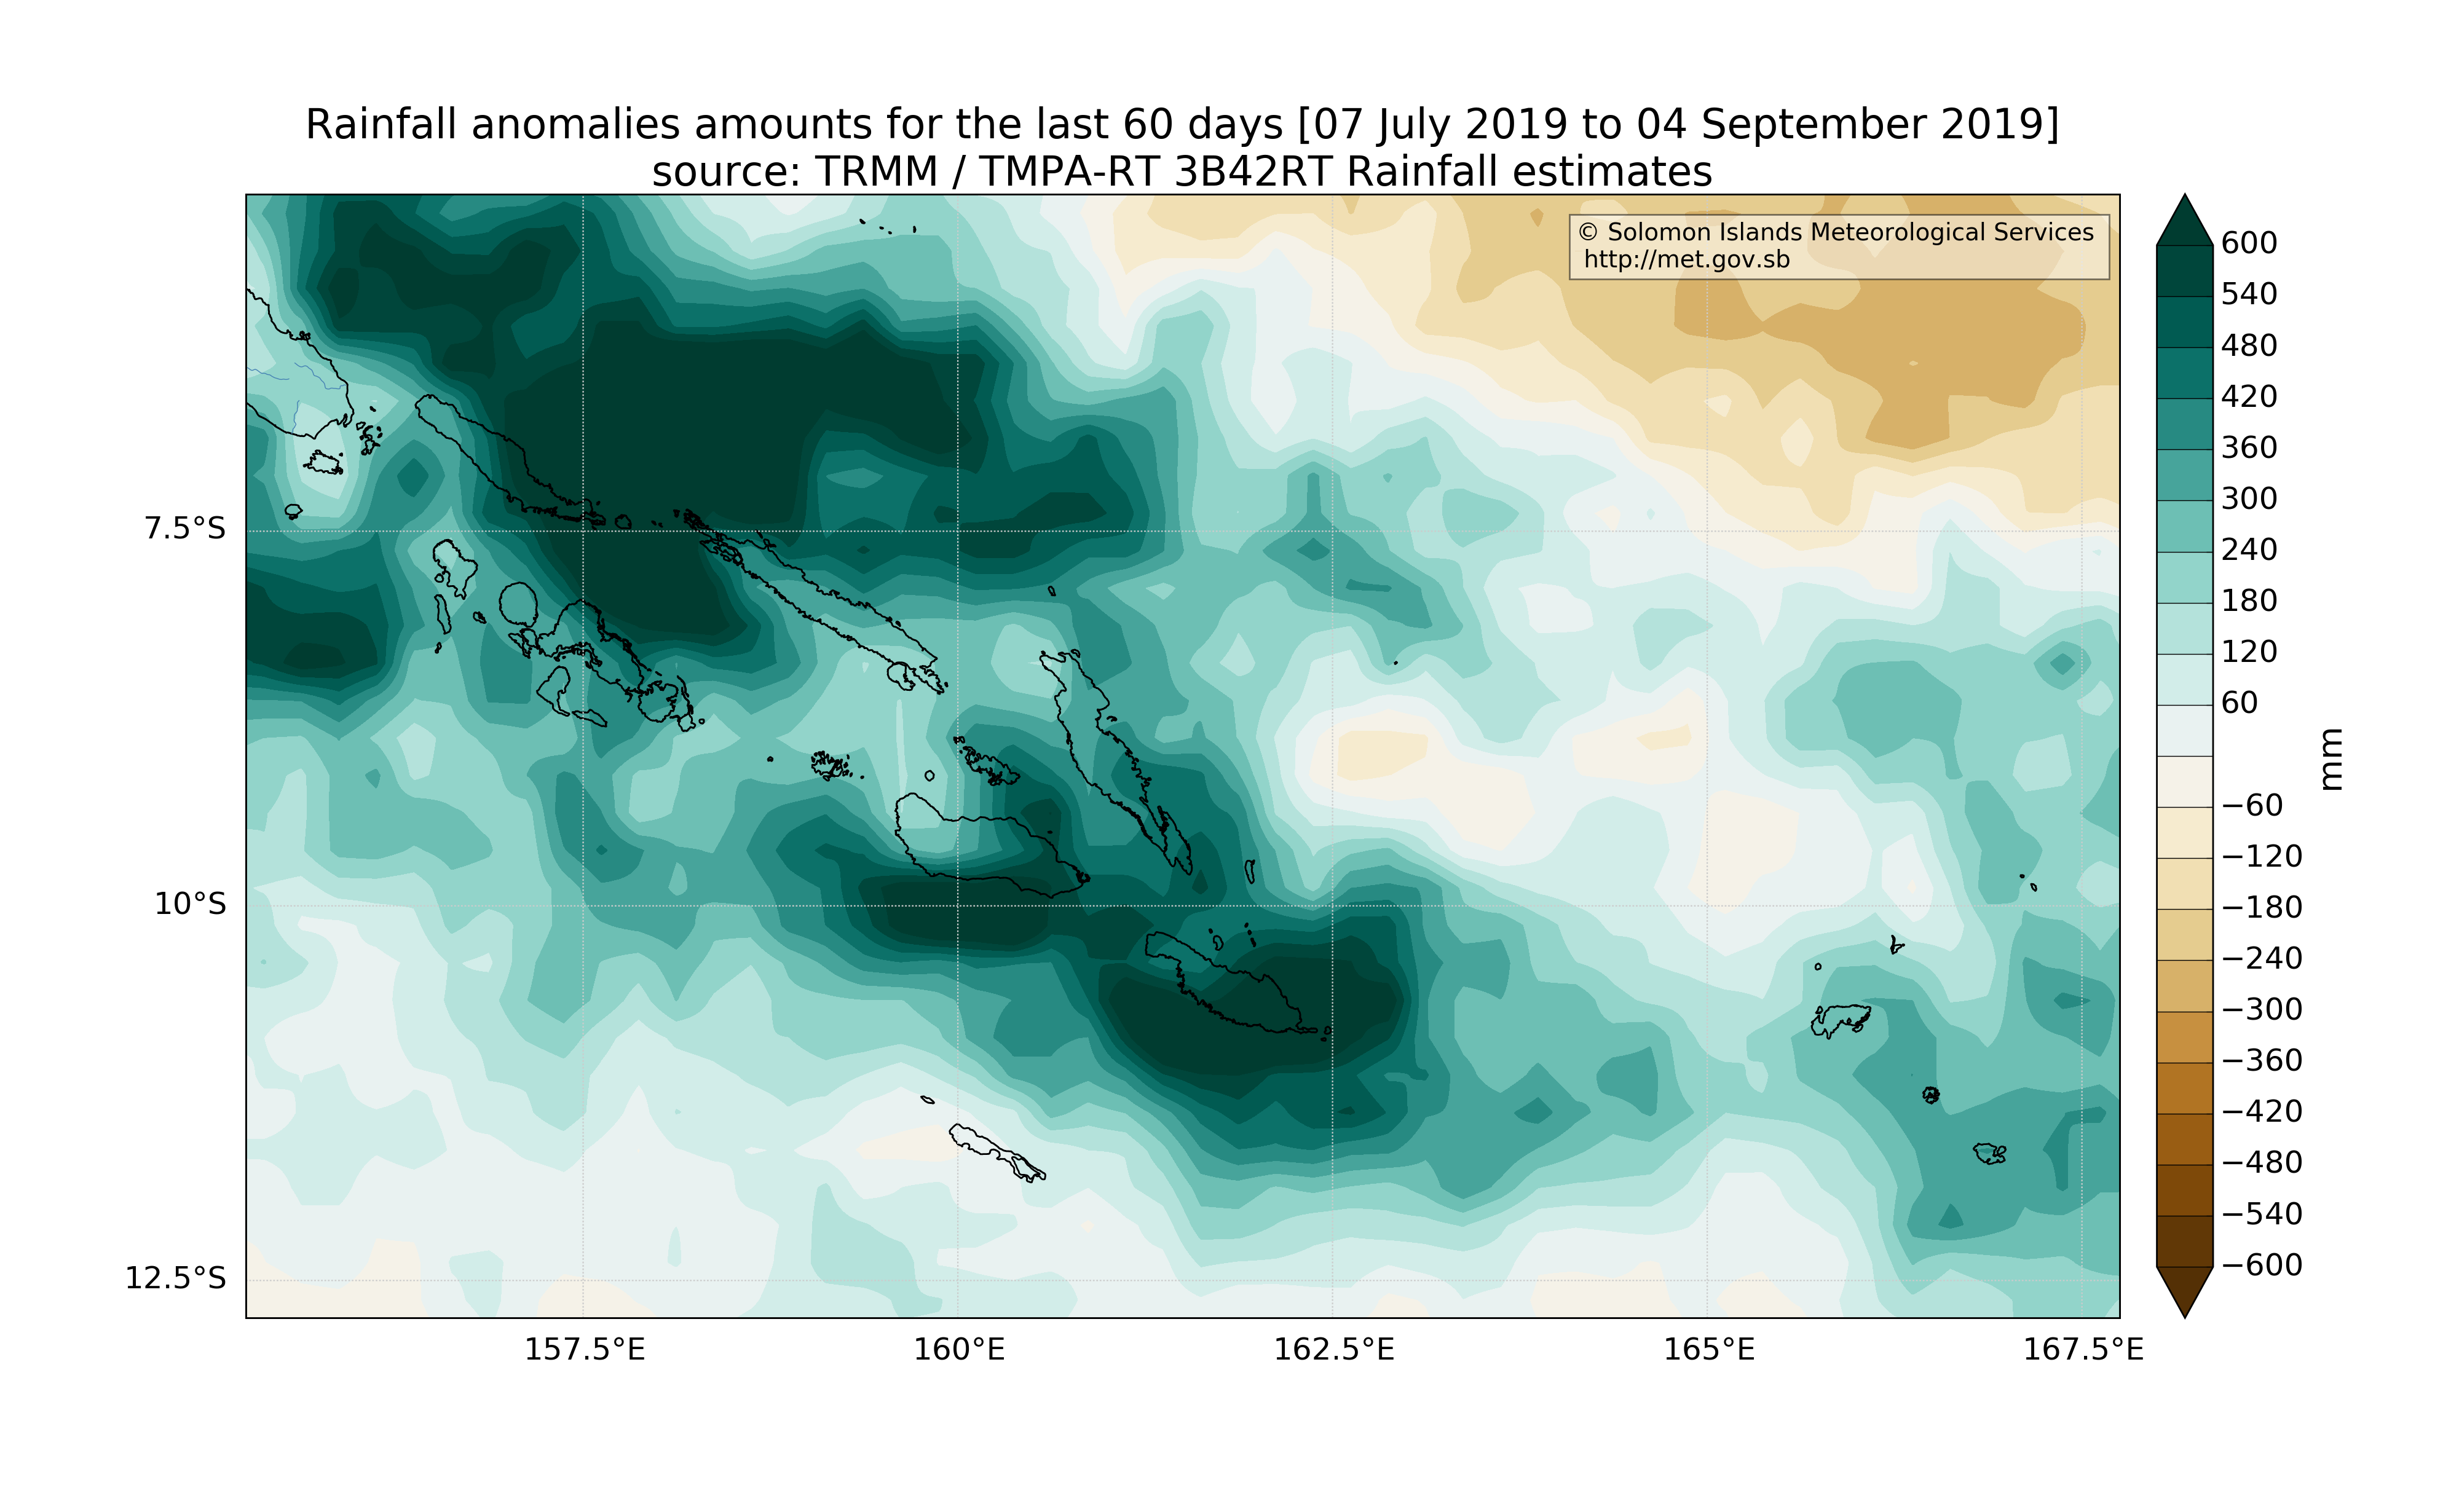 Rainfall anomalies amounts for the last 60 days [07 July 2019 to 04 September 2019]
source: TRMM / TMPA-RT 3B42RT Rainfall estimates
© Solomon Islands Meteorological Services
http://met.gov.sb
7.5°S
10°S
12.5°S
157.5°E
160°E
162.5°E
165°E
167.5°E
600
540
480
420
360
300
240
180
120
60
−60
−120
−180
−240
−300
−360
−420
−480
−540
−600
mm